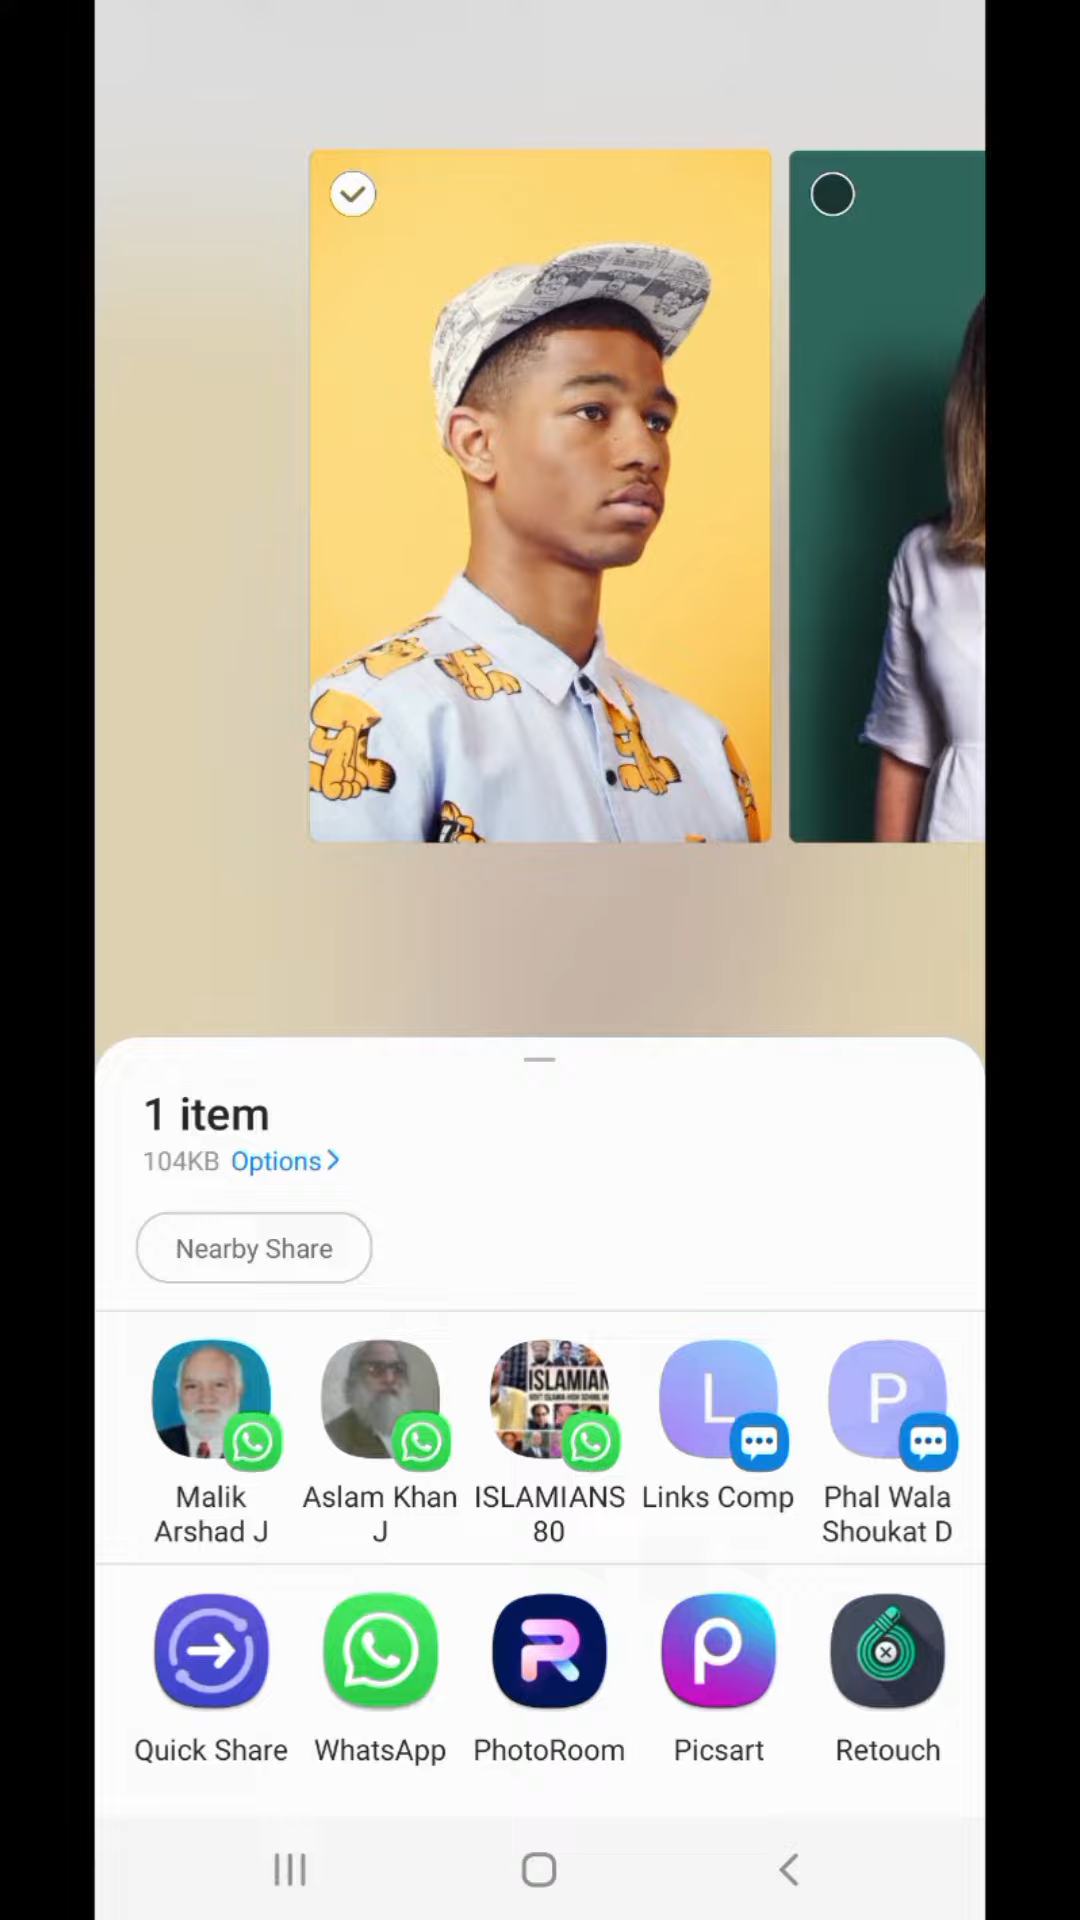 1 item
104KB Options >
Nearby Share
ISLAMIAN
Malik
Arshad J
Aslam Khan
J
ISLAMIANS
80
L
Links Comp
P
Phal Wala
Shoukat D
Quick Share
WhatsApp
PhotoRoom
Picsart
Retouch